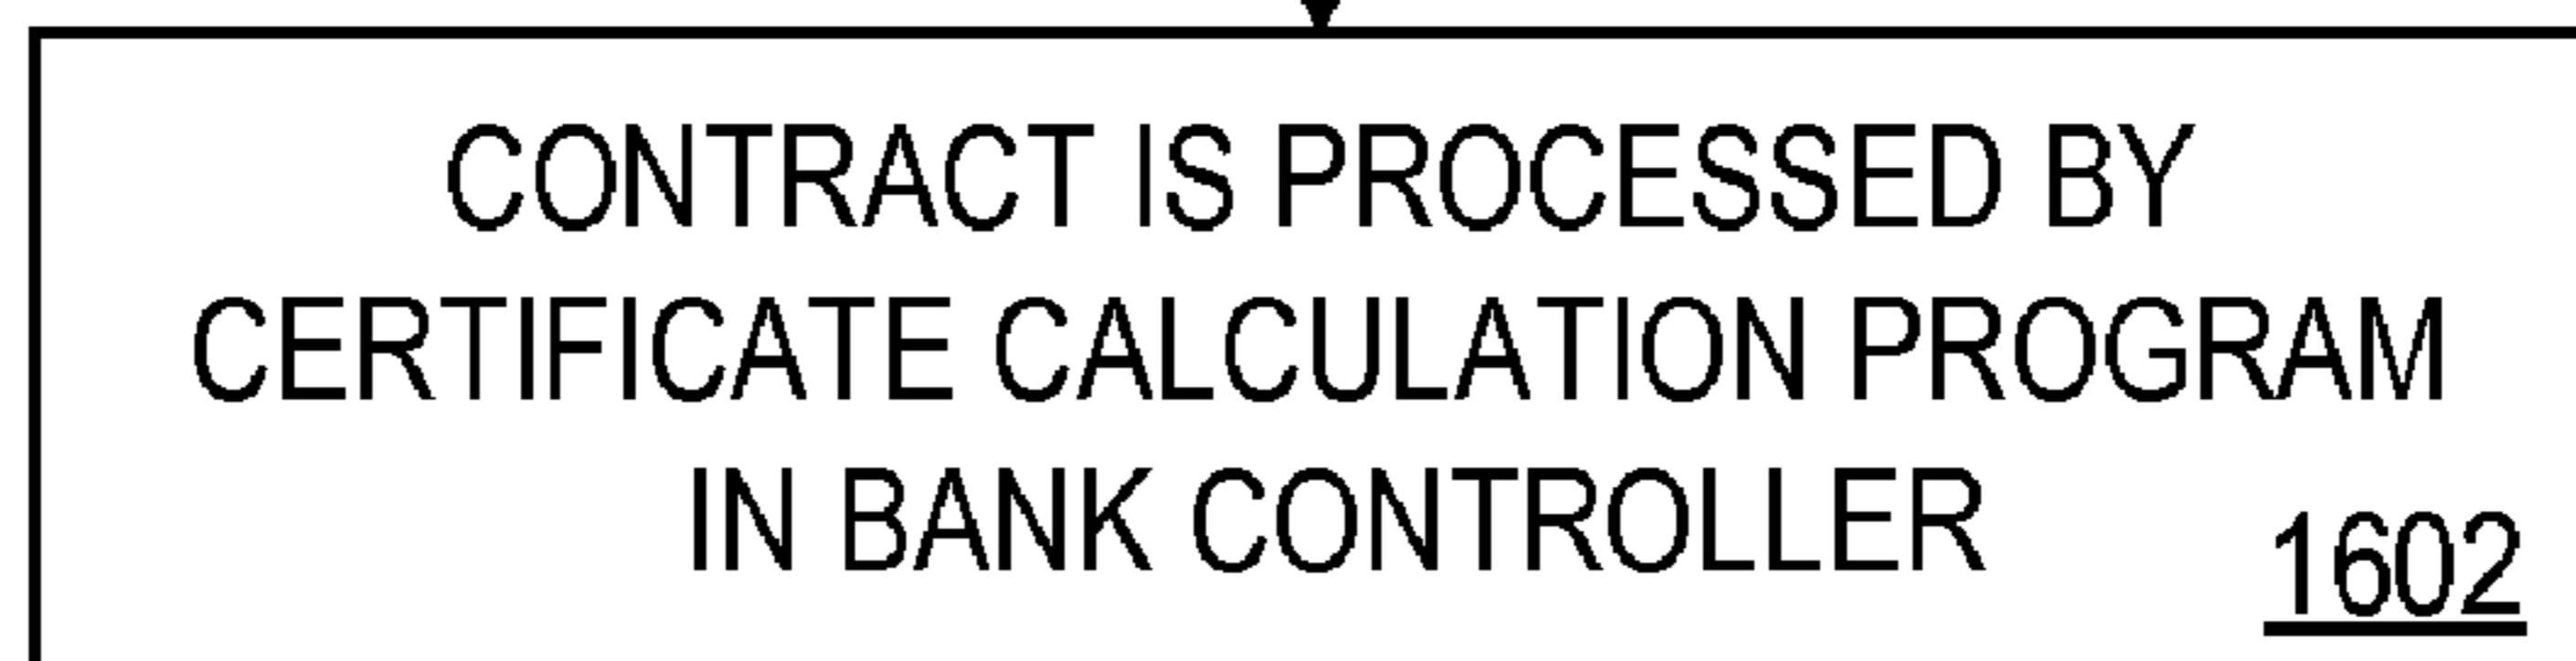 CONTRACT IS PROCESSED BY
CERTIFICATE CALCULATION PROGRAM
IN BANK CONTROLLER
1602